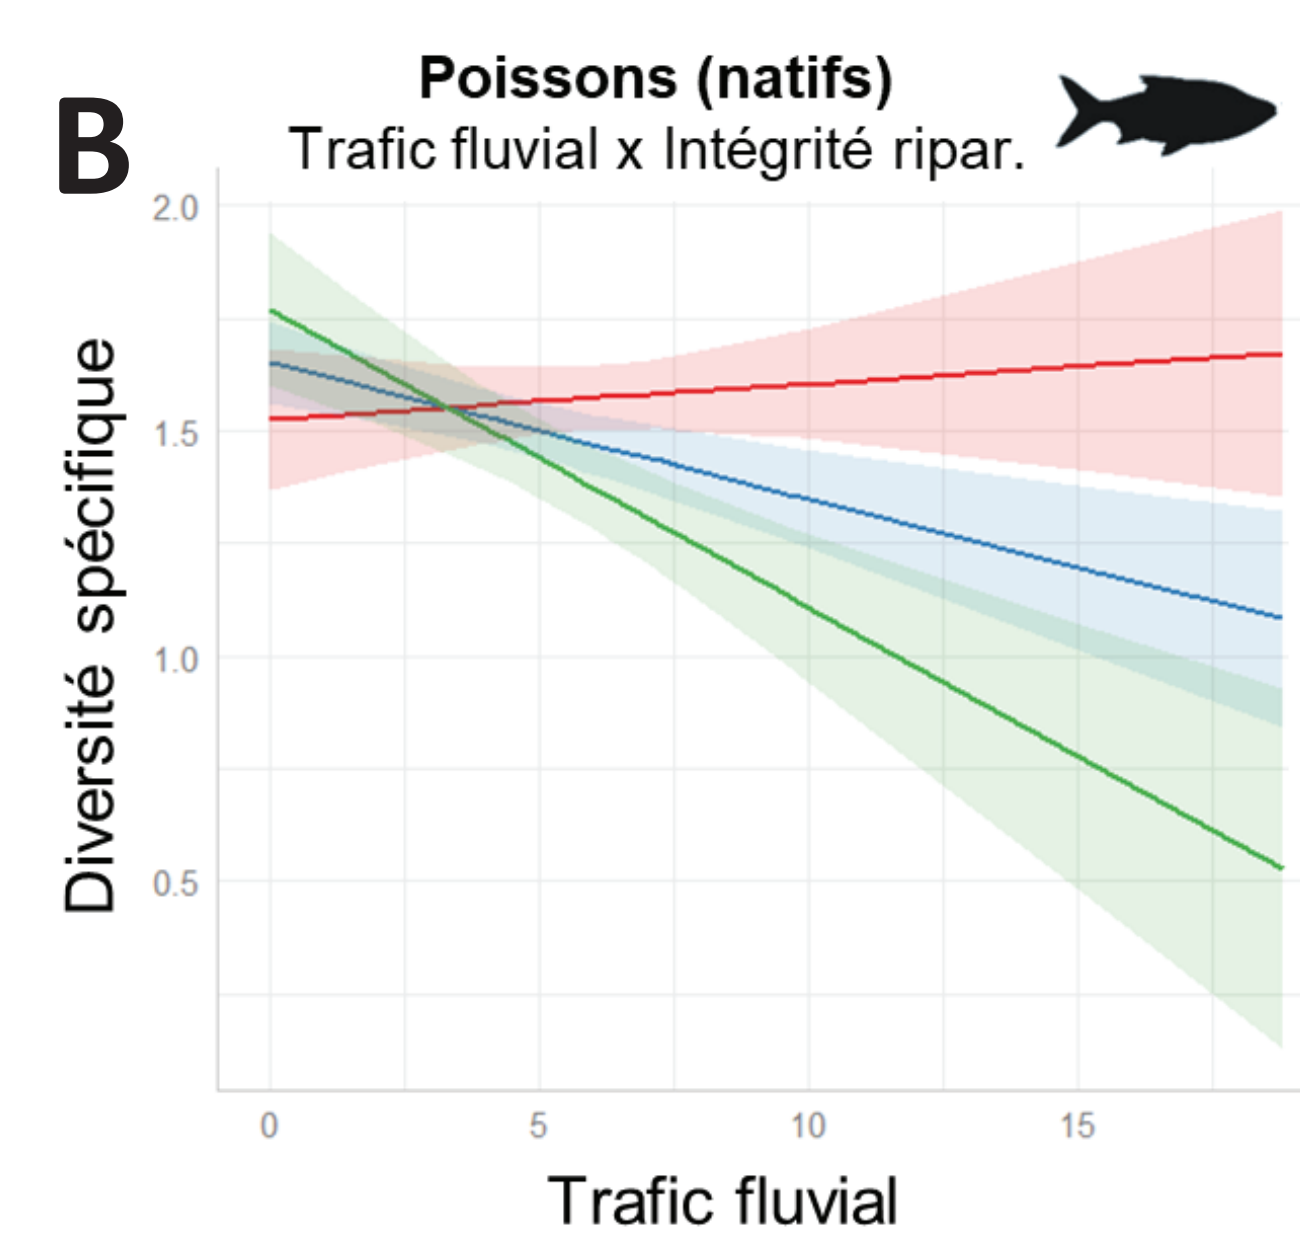 B
Poissons (natifs)
Trafic fluvial x Intégrité ripar.
Diversité spécifique
2.0
1.5
1.0
0.5
0
5
10
15
Trafic fluvial